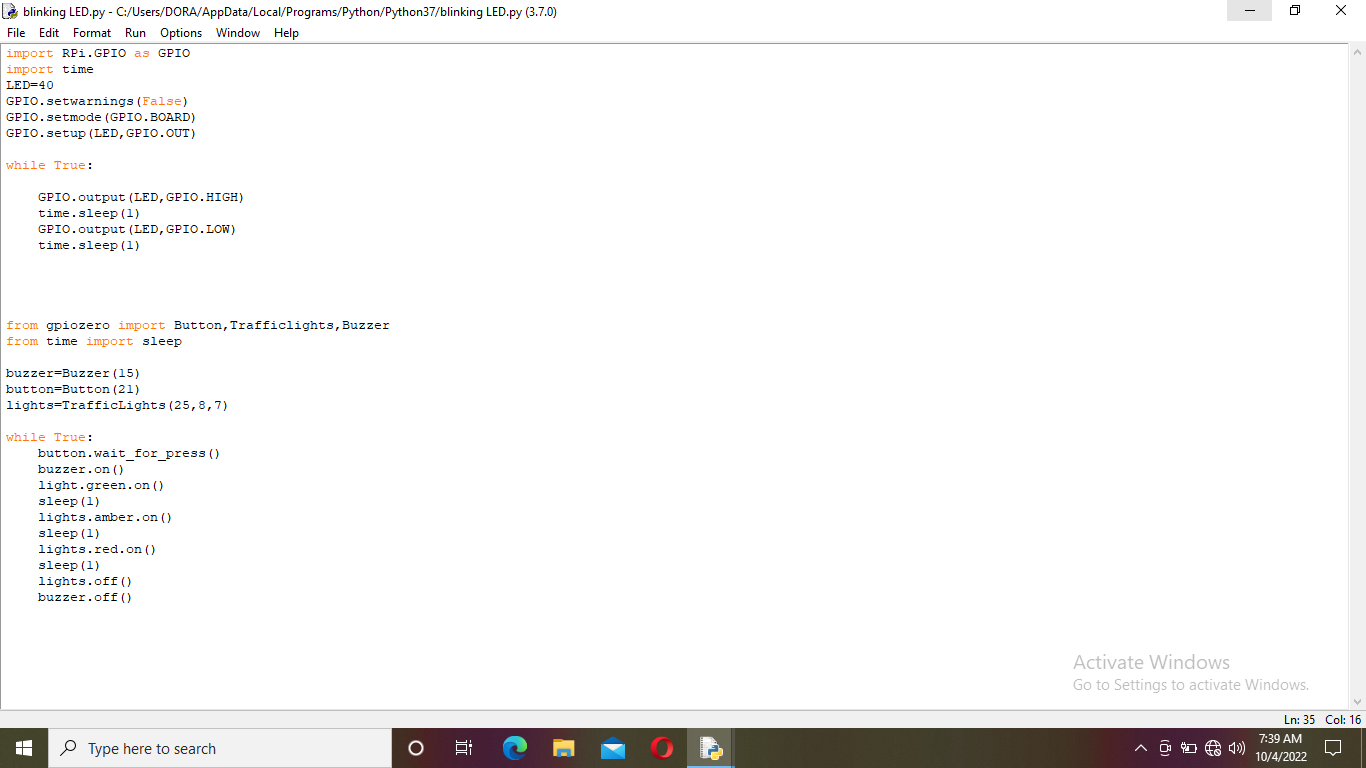 blinking LED.py - C:/Users/DORA/AppData/Local/Programs/Python/Python37/blinking LED.py (3.7.0)
File Edit Format Run Options Window Help
import RPi.GPIO as GPIO
import time
LED=40
GPIO.setwarnings(False)
GPIO.setmode(GPIO.BOARD)
GPIO.setup(LED,GPIO.OUT)
while True:
    GPIO.output(LED,GPIO.HIGH)
    time.sleep(1)
    GPIO.output(LED,GPIO.LOW)
    time.sleep(1)
from gpiozero import Button,Trafficlights,Buzzer
from time import sleep
buzzer=Buzzer(15)
button=Button(21)
lights=TrafficLights(25,8,7)
while True:
    button.wait_for_press()
    buzzer.on()
    light.green.on()
    sleep(1)
    lights.amber.on()
    sleep(1)
    lights.red.on()
    sleep(1)
    lights.off()
    buzzer.off()
Activate Windows
Go to Settings to activate Windows.
Ln: 35 Col: 16
Type here to search
7:39 AM
10/4/2022